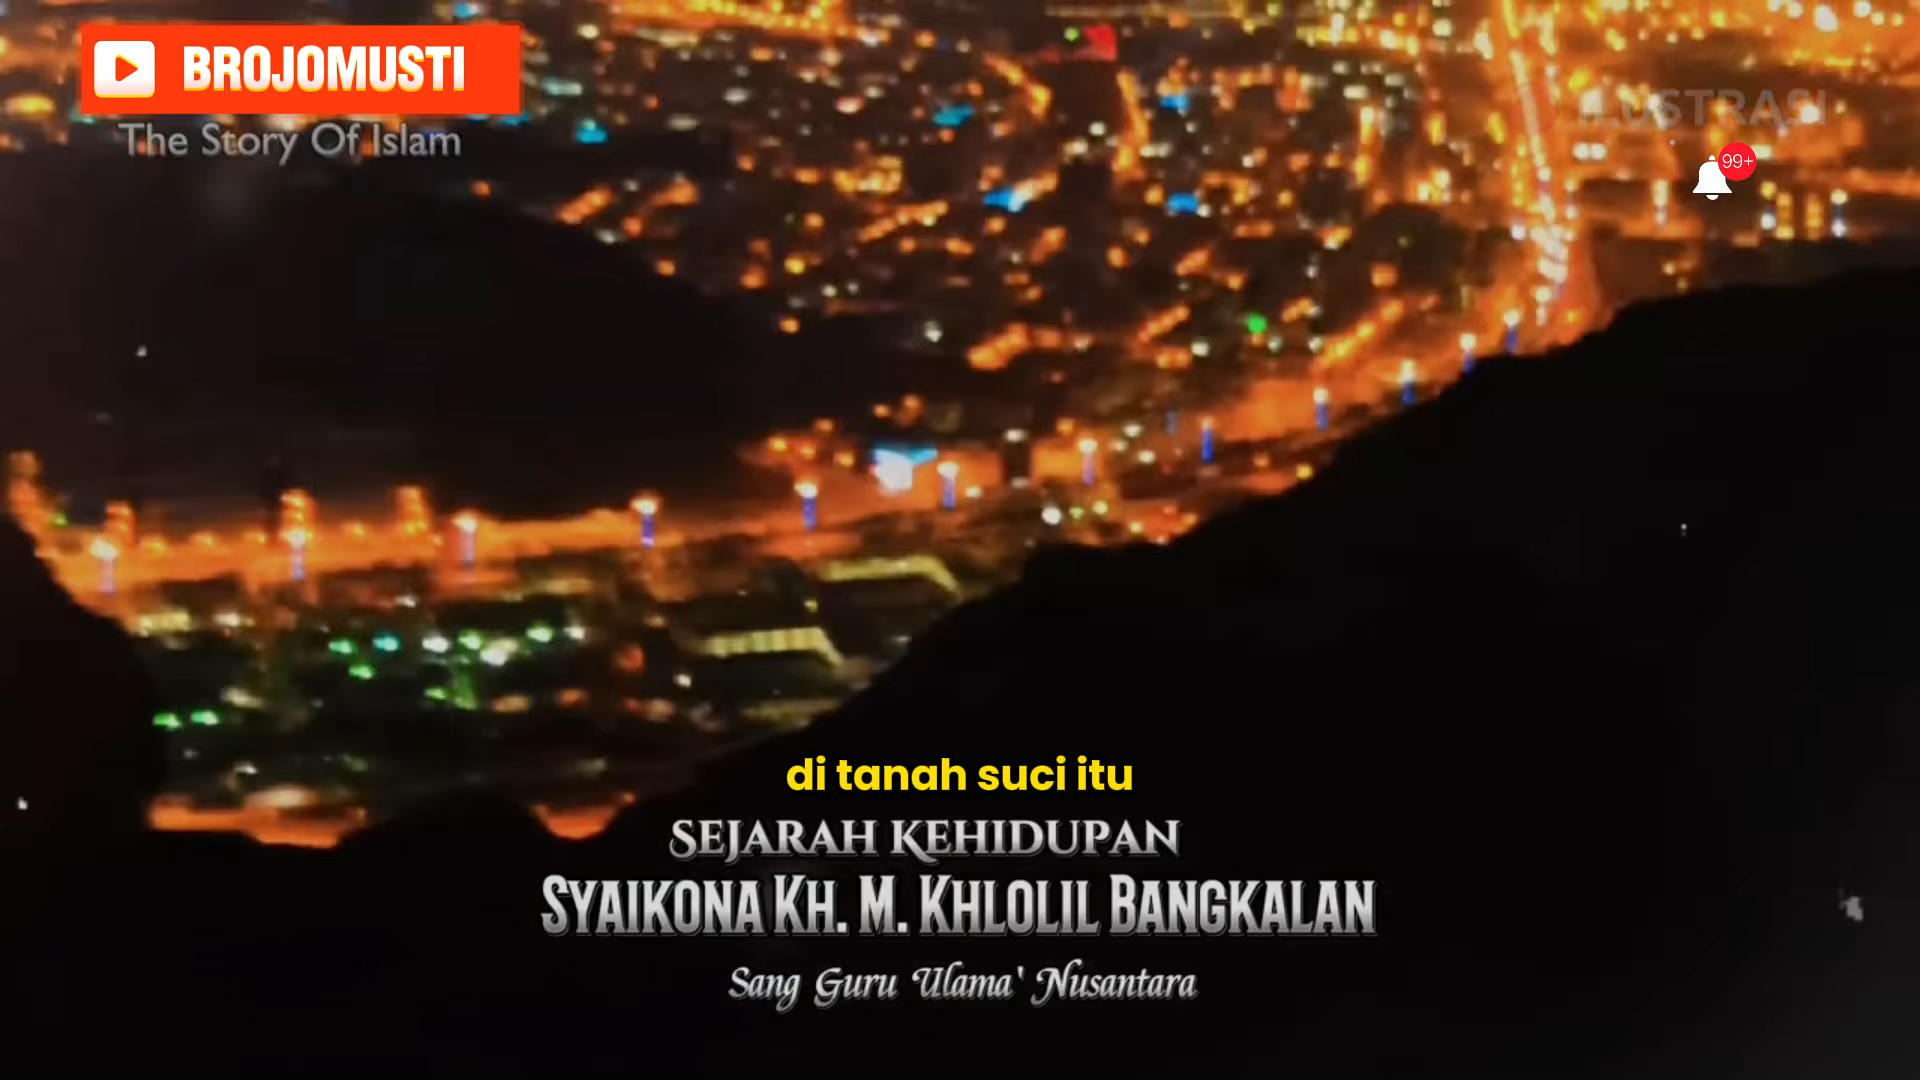 BROJOMUSTI
The Story Of Islam
ILUSTRASI
99+
di tanah suci itu
SEJARAH KEHIDUPAN
SYAIKONA KH. M. KHLOLIL BANGKALAN
Sang Guru Ulama' Nusantara